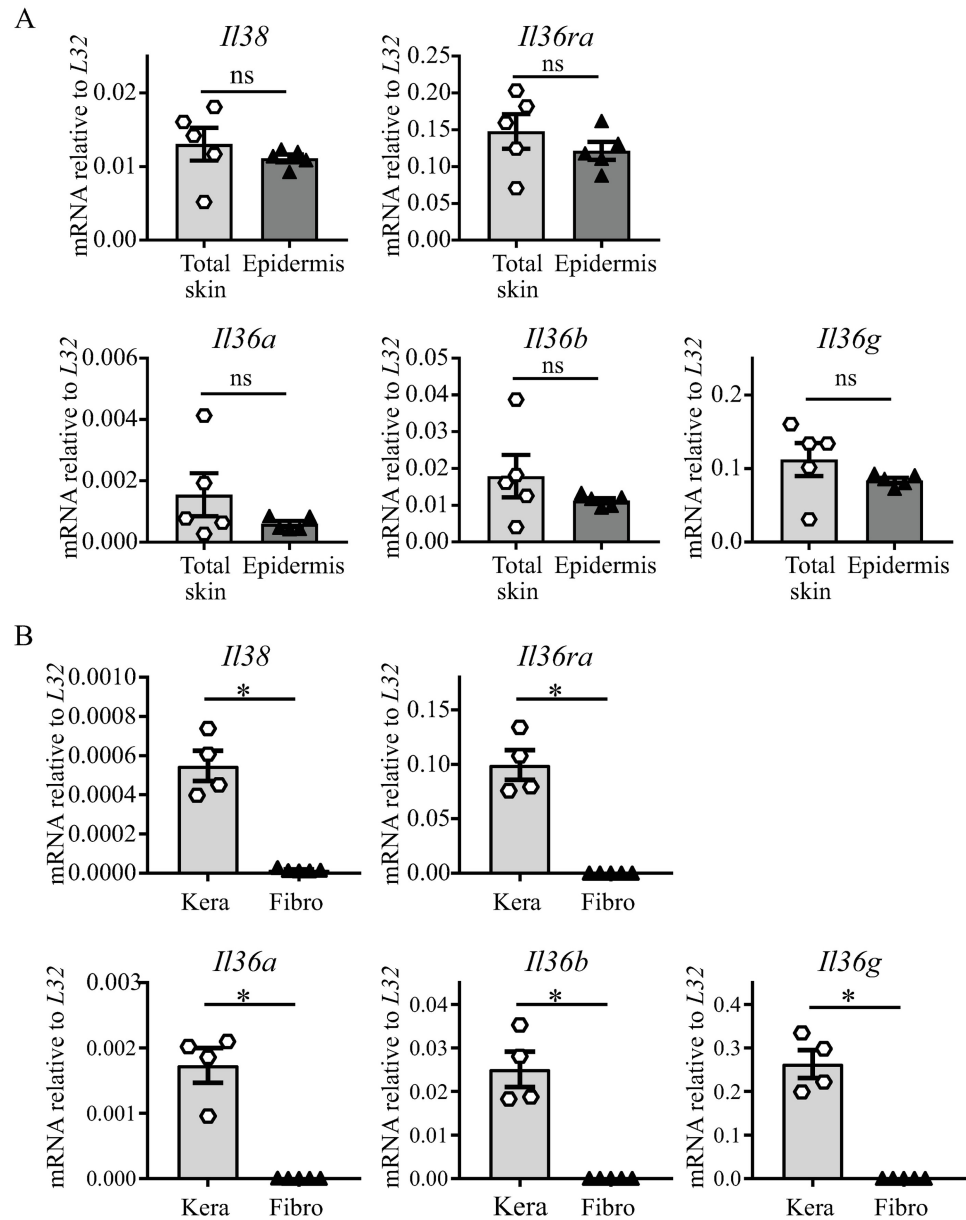 A
Il38
mRNA relative to L32
0.02
0.01
0.00
ns
Total
skin
Epidermis
Il36ra
mRNA relative to L32
0.25
0.20
0.15
0.10
0.05
0.00
ns
Total
skin
Epidermis
Il36a
mRNA relative to L32
0.006
0.004
0.002
0.000
ns
Total
skin
Epidermis
Il36b
mRNA relative to L32
0.05
0.04
0.03
0.02
0.01
0.00
ns
Total
skin
Epidermis
Il36g
mRNA relative to L32
0.2
0.1
0.0
ns
Total
skin
Epidermis
B
Il38
mRNA relative to L32
0.0010
0.0008
0.0006
0.0004
0.0002
0.0000
*
Kera
Fibro
Il36ra
mRNA relative to L32
0.15
0.10
0.05
0.00
*
Kera
Fibro
Il36a
mRNA relative to L32
0.003
0.002
0.001
0.000
*
Kera
Fibro
Il36b
mRNA relative to L32
0.04
0.03
0.02
0.01
0.00
*
Kera
Fibro
Il36g
mRNA relative to L32
0.4
0.3
0.2
0.1
0.0
*
Kera
Fibro